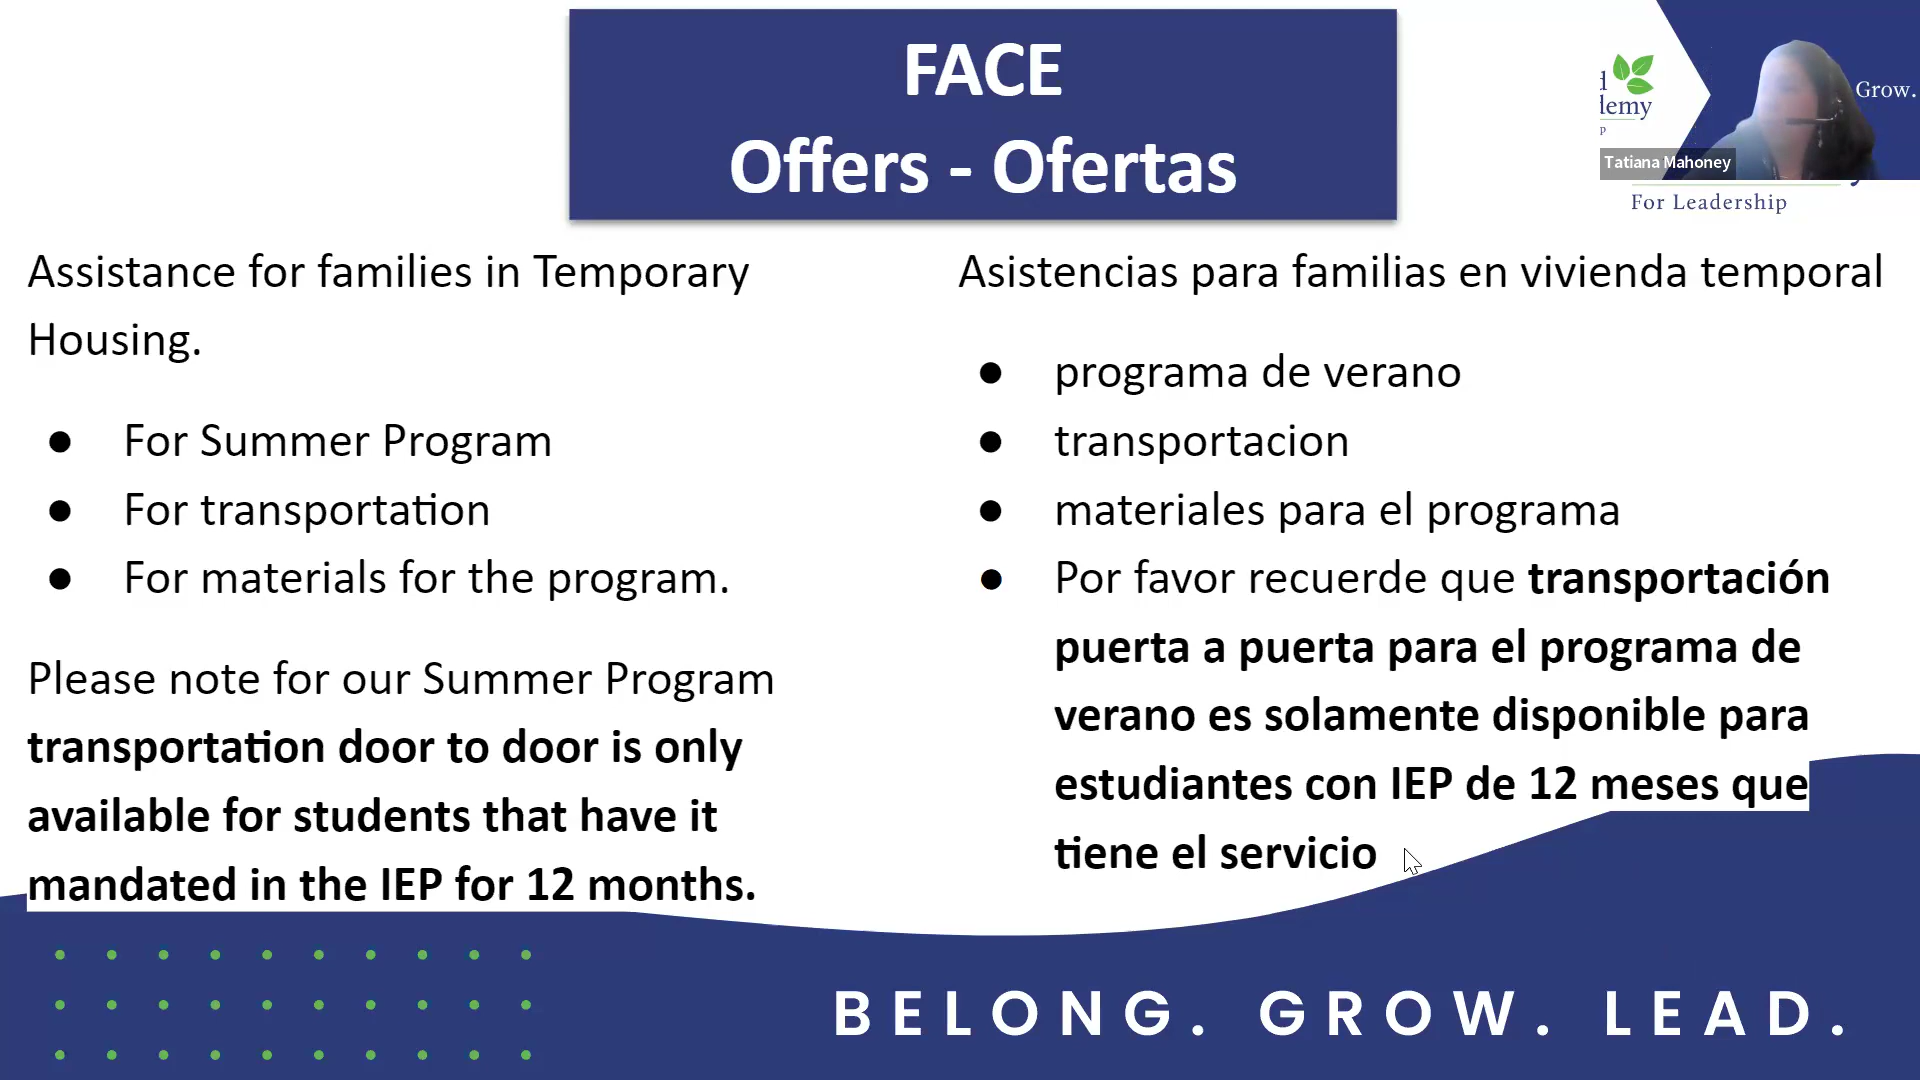 FACE
Offers - Ofertas
demy
Grow.
Tatiana Mahoney
For Leadership
Assistance for families in Temporary
Housing.
● For Summer Program
● For transportation
● For materials for the program.
Please note for our Summer Program
transportation door to door is only
available for students that have it
mandated in the IEP for 12 months.
Asistencias para familias en vivienda temporal
● programa de verano
● transportacion
● materiales para el programa
● Por favor recuerde que transportación
puerta a puerta para el programa de
verano es solamente disponible para
estudiantes con IEP de 12 meses que
tiene el servicio
BELONG. GROW. LEAD.